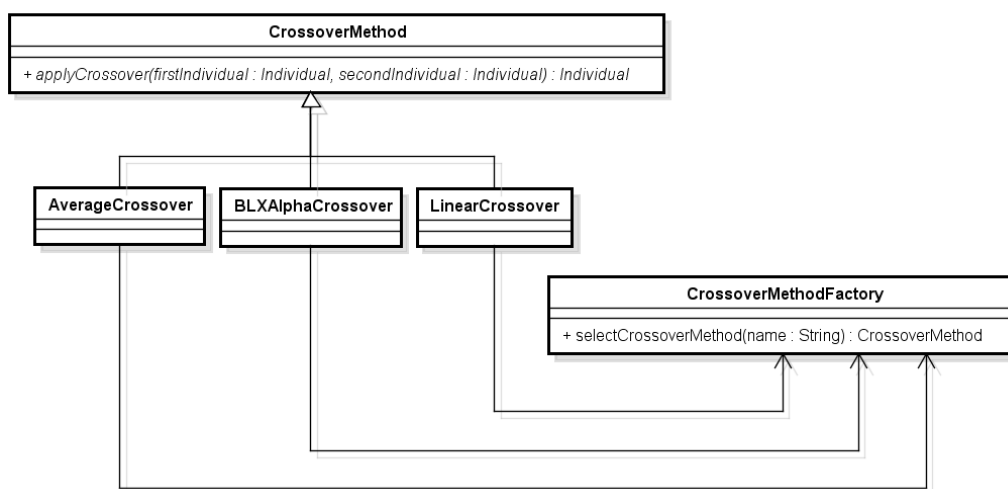 CrossoverMethod
+ applyCrossover(firstIndividual : Individual, secondIndividual : Individual) : Individual
AverageCrossover
BLXAlphaCrossover
LinearCrossover
CrossoverMethodFactory
+ selectCrossoverMethod(name : String) : CrossoverMethod